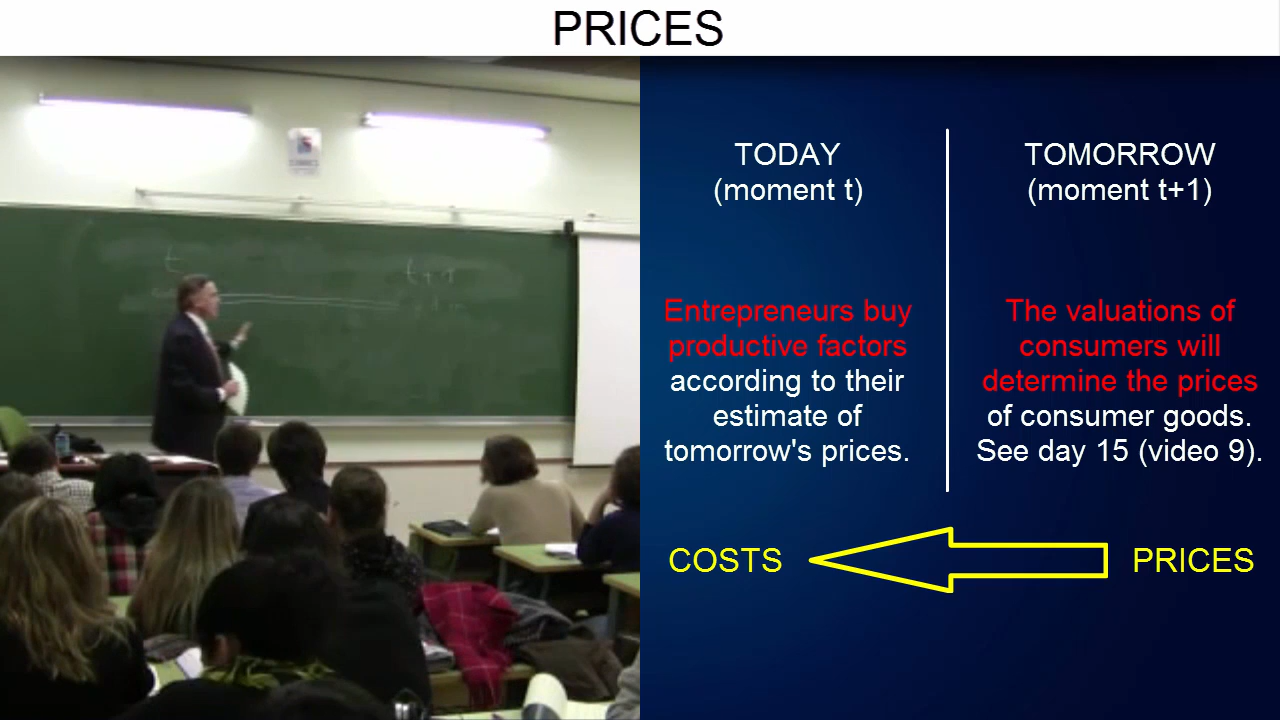 PRICES
t
t+1
TODAY
(moment t)
Entrepreneurs buy
productive factors
according to their
estimate of
tomorrow's prices.
TOMORROW
(moment t+1)
The valuations of
consumers will
determine the prices
of consumer goods.
See day 15 (video 9).
COSTS
PRICES